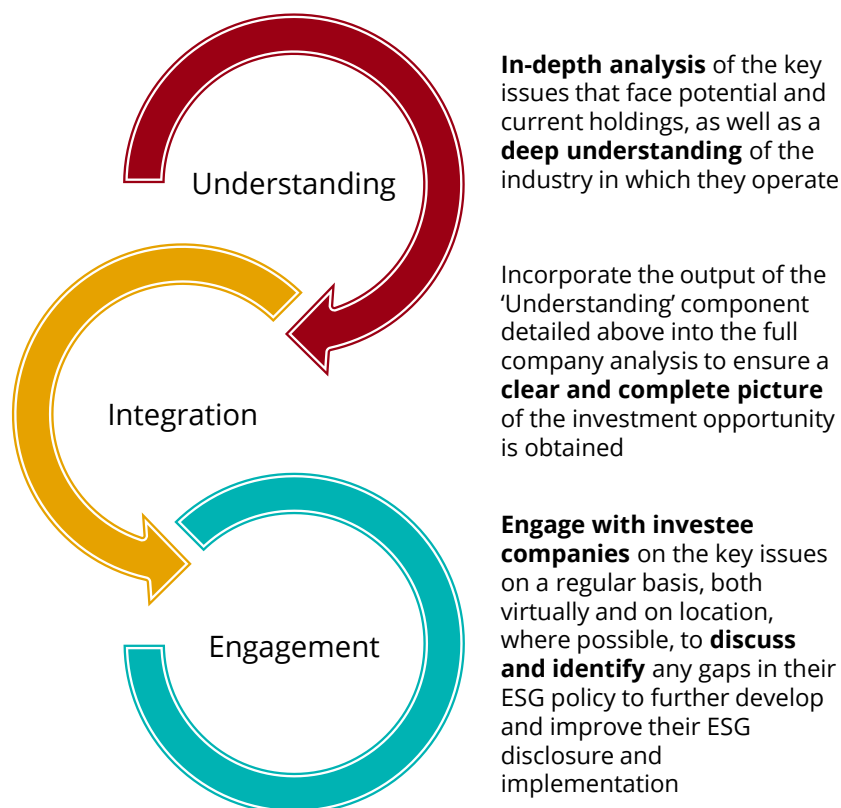 Understanding
In-depth analysis of the key
issues that face potential and
current holdings, as well as a
deep understanding of the
industry in which they operate
Integration
Incorporate the output of the
‘Understanding’ component
detailed above into the full
company analysis to ensure a
clear and complete picture
of the investment opportunity
is obtained
Engagement
Engage with investee
companies on the key issues
on a regular basis, both
virtually and on location,
where possible, to discuss
and identify any gaps in their
ESG policy to further develop
and improve their ESG
disclosure and
implementation